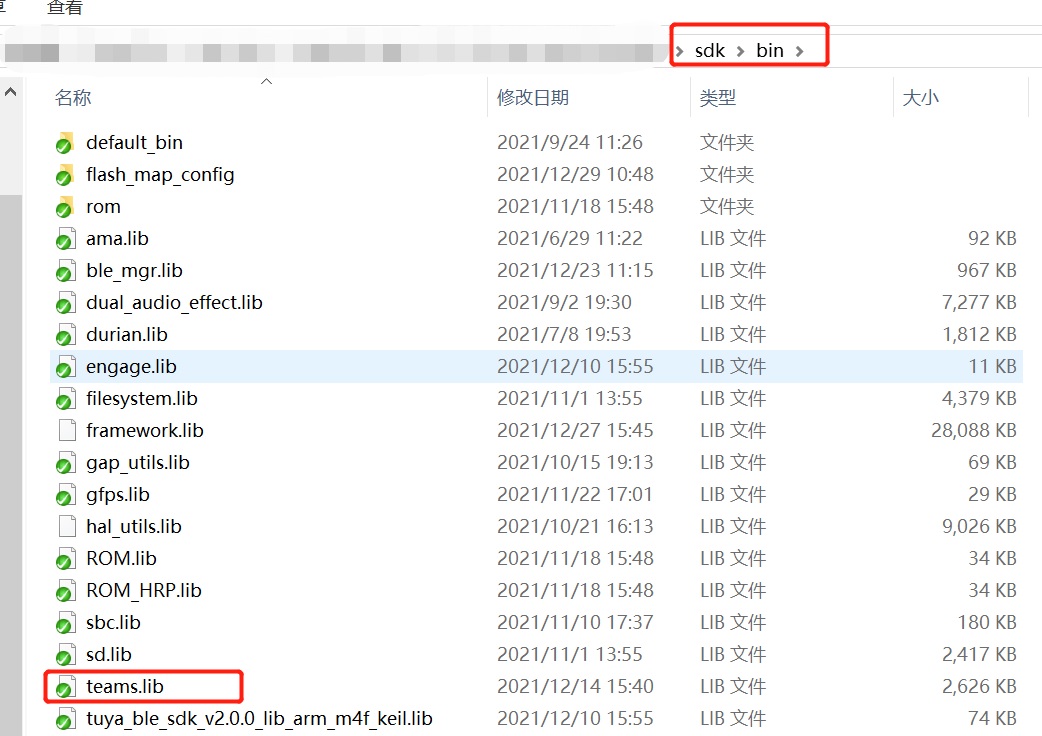 查看
sdk > bin >
名称 修改日期 类型 大小
default_bin 2021/9/24 11:26 文件夹
flash_map_config 2021/12/29 10:48 文件夹
rom 2021/11/18 15:48 文件夹
ama.lib 2021/6/29 11:22 LIB 文件 92 KB
ble_mgr.lib 2021/12/23 11:15 LIB 文件 967 KB
dual_audio_effect.lib 2021/9/2 19:30 LIB 文件 7,277 KB
durian.lib 2021/7/8 19:53 LIB 文件 1,812 KB
engage.lib 2021/12/10 15:55 LIB 文件 11 KB
filesystem.lib 2021/11/1 13:55 LIB 文件 4,379 KB
framework.lib 2021/12/27 15:45 LIB 文件 28,088 KB
gap_utils.lib 2021/10/15 19:13 LIB 文件 69 KB
gfps.lib 2021/11/22 17:01 LIB 文件 29 KB
hal_utils.lib 2021/10/21 16:13 LIB 文件 9,026 KB
ROM.lib 2021/11/18 15:48 LIB 文件 34 KB
ROM_HRP.lib 2021/11/18 15:48 LIB 文件 34 KB
sbc.lib 2021/11/10 17:37 LIB 文件 180 KB
sd.lib 2021/11/1 13:55 LIB 文件 2,417 KB
teams.lib 2021/12/14 15:40 LIB 文件 2,626 KB
tuya_ble_sdk_v2.0.0_lib_arm_m4f_keil.lib 2021/12/10 15:55 LIB 文件 74 KB